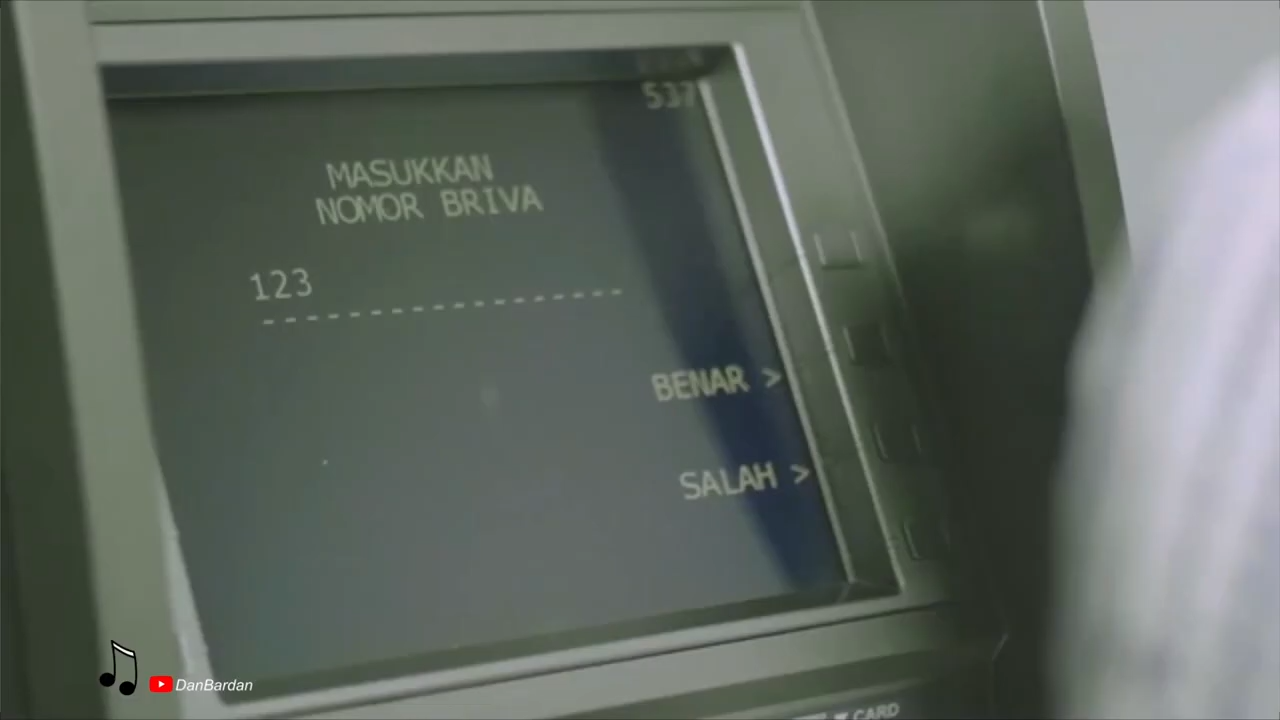 537
MASUKKAN
NOMOR BRIVA
123
BENAR >
SALAH >
DanBardan
CARD